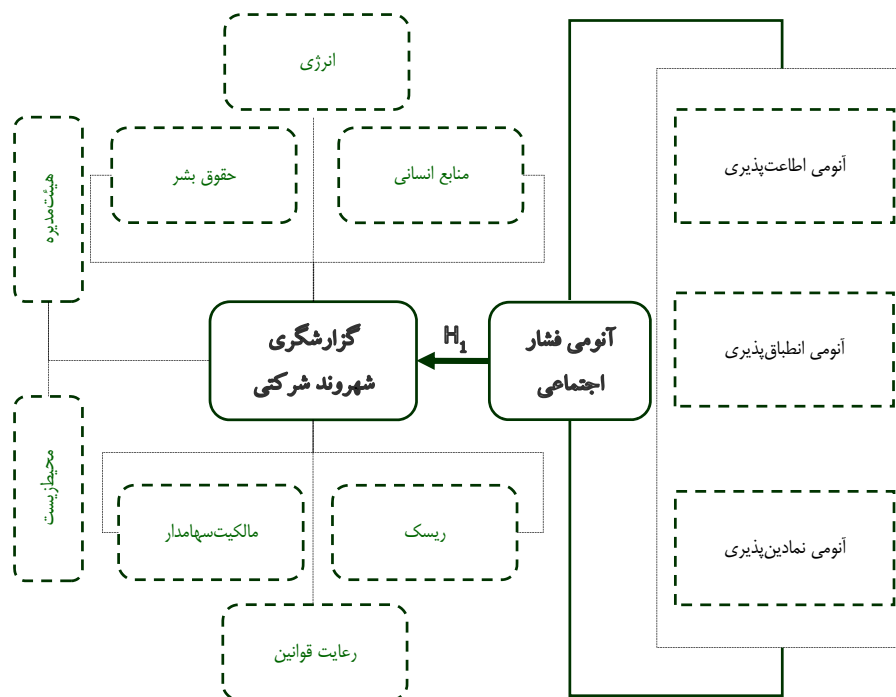 انرژی
منابع انسانی
حقوق بشر
هیئت‌مدیره
آنومی اطاعت‌پذیری
آنومی انطباق‌پذیری
آنومی نمادین‌پذیری
آنومی فشار
اجتماعی
H1
گزارشگری
شهروند شرکتی
محیط‌زیست
ریسک
مالکیت‌سهامدار
رعایت قوانین